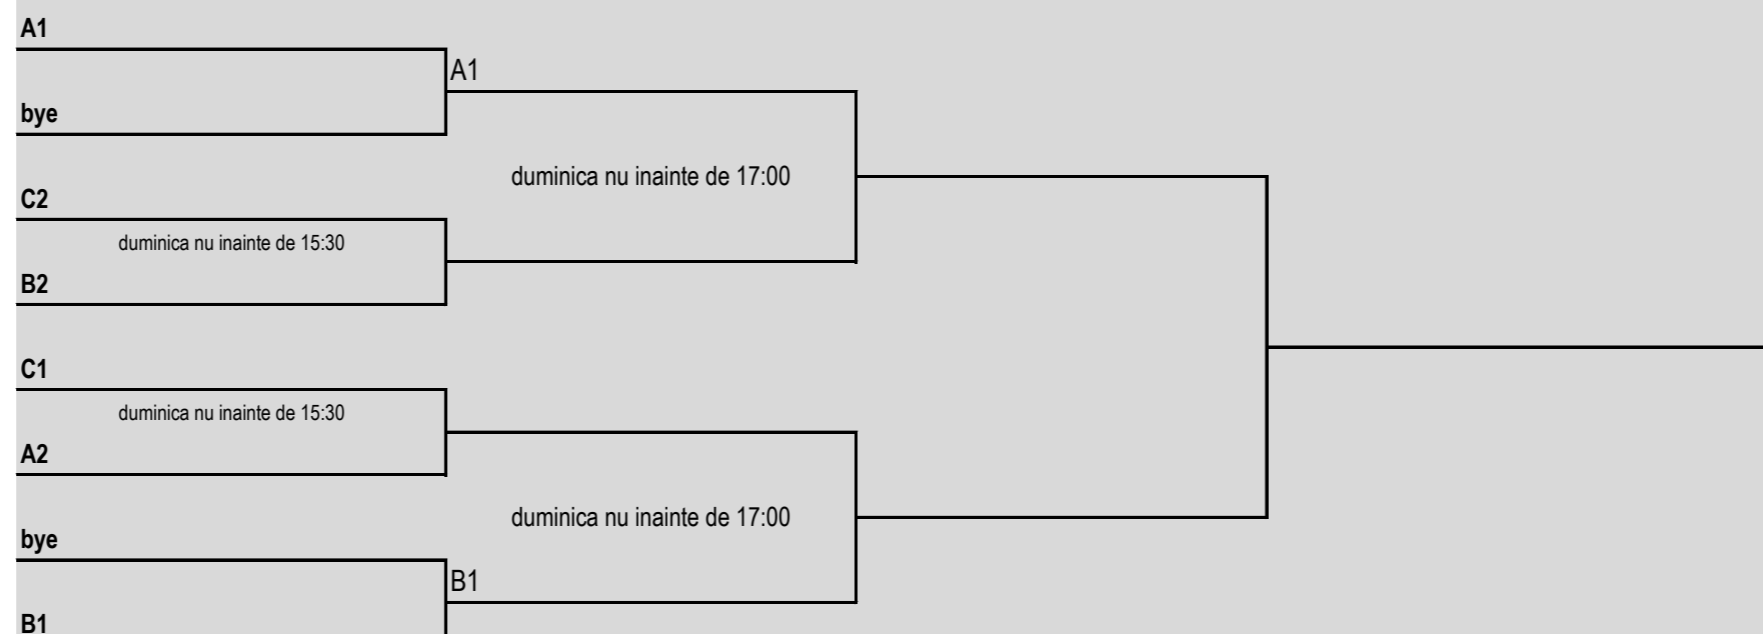 A1
A1
bye
duminica nu inainte de 17:00
C2
duminica nu inainte de 15:30
B2
C1
duminica nu inainte de 15:30
A2
duminica nu inainte de 17:00
bye
B1
B1